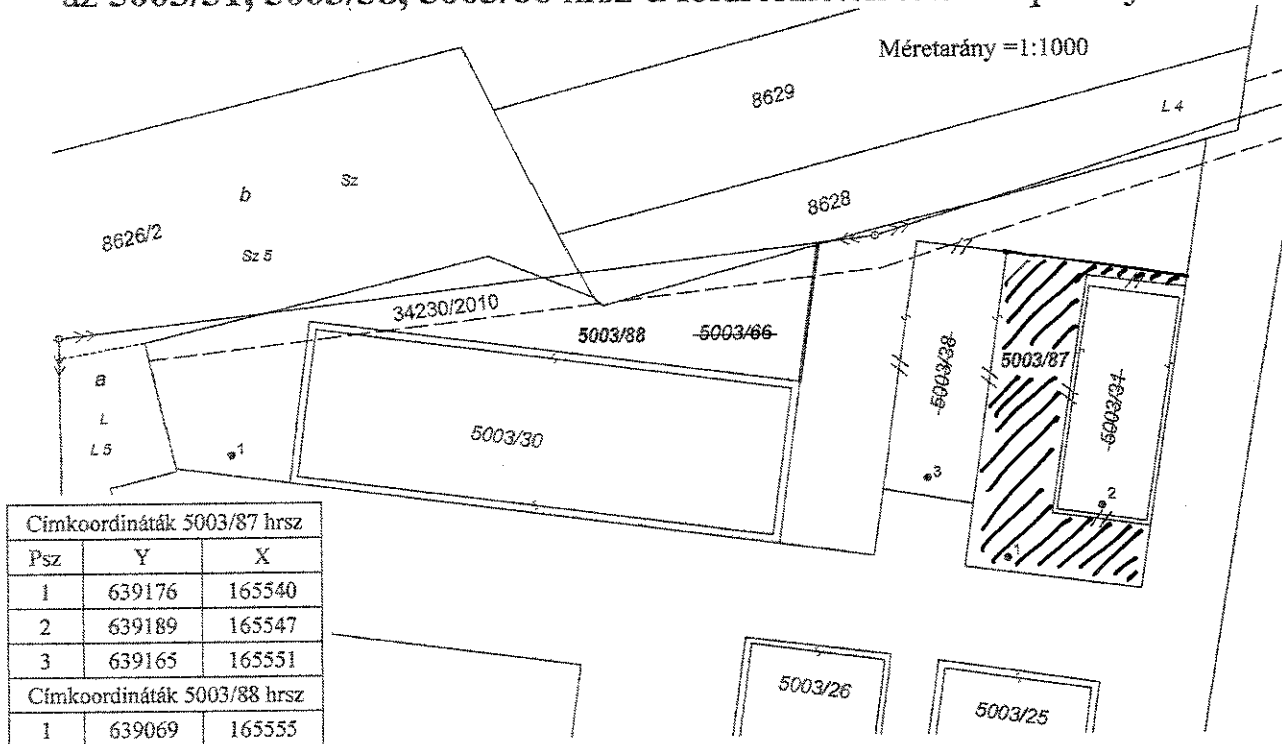 Méretarány =1:1000
8629
L 4
b
Sz
8628
8626/2
Sz 5
34230/2010
5003/88
5003/66
5003/38
5003/87
5003/31
a
L
L 5
1
5003/30
3
2
1
Címkoordináták 5003/87 hrsz
Psz Y X
1 639176 165540
2 639189 165547
3 639165 165551
Címkoordináták 5003/88 hrsz
1 639069 165555
5003/26
5003/25